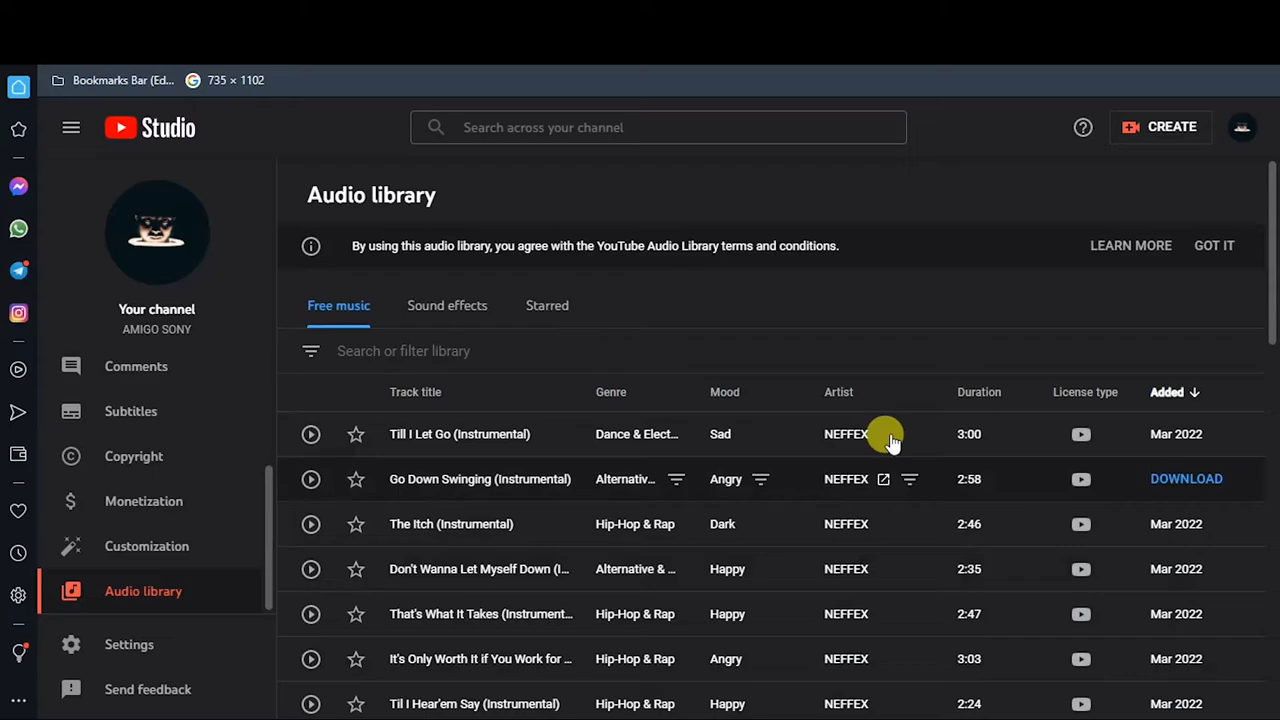 Bookmarks Bar (Ed... 735 × 1102
Studio
Search across your channel
CREATE
Audio library
By using this audio library, you agree with the YouTube Audio Library terms and conditions. LEARN MORE GOT IT
Your channel
AMIGO SONY
Comments
Subtitles
Copyright
Monetization
Customization
Audio library
Settings
Send feedback
Free music Sound effects Starred
Search or filter library
Track title Genre Mood Artist Duration License type Added
Till I Let Go (Instrumental) Dance & Elect... Sad NEFFEX 3:00 Mar 2022
Go Down Swinging (Instrumental) Alternativ... Angry NEFFEX 2:58 DOWNLOAD
The Itch (Instrumental) Hip-Hop & Rap Dark NEFFEX 2:46 Mar 2022
Don't Wanna Let Myself Down (I... Alternative & ... Happy NEFFEX 2:35 Mar 2022
That's What It Takes (Instrument... Hip-Hop & Rap Happy NEFFEX 2:47 Mar 2022
It's Only Worth It if You Work for ... Hip-Hop & Rap Angry NEFFEX 3:03 Mar 2022
Til I Hear'em Say (Instrumental) Hip-Hop & Rap Happy NEFFEX 2:24 Mar 2022